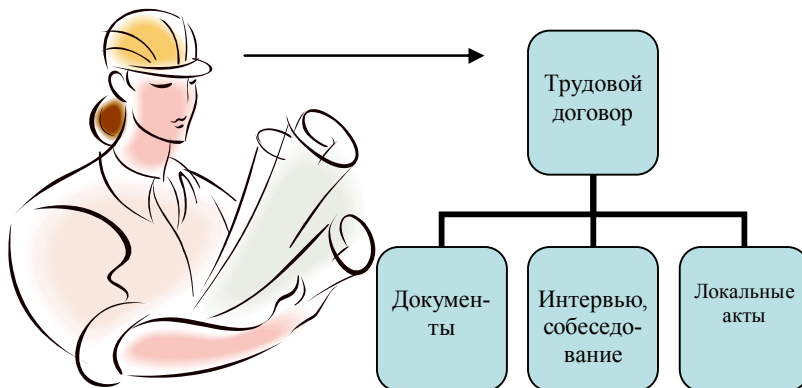 Трудовой
договор
Докумен-
ты
Интервью,
собеседо-
вание
Локальные
акты